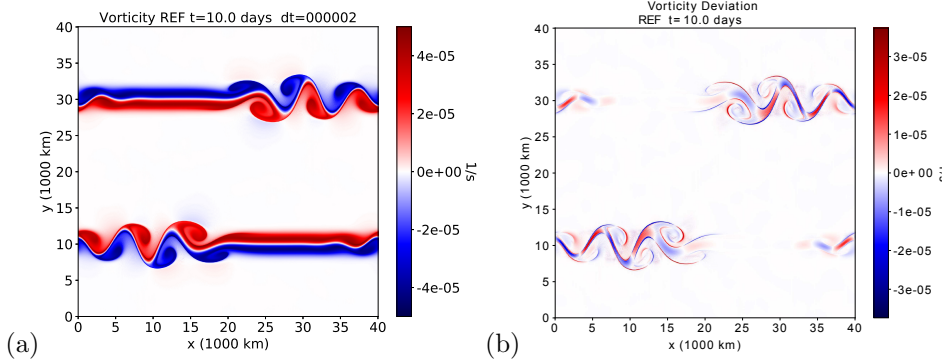 Vorticity REF t=10.0 days dt=000002
40
35
30
25
20
15
10
5
0
0 5 10 15 20 25 30 35 40
x (1000 km)
y (1000 km)
4e-05
2e-05
0e+00
-2e-05
-4e-05
1/s
(a)
Vorticity Deviation
REF t=10.0 days
40
35
30
25
20
15
10
5
0
0 5 10 15 20 25 30 35 40
x (1000 km)
y (1000 km)
3e-05
2e-05
1e-05
0e+00
-1e-05
-2e-05
-3e-05
(b)